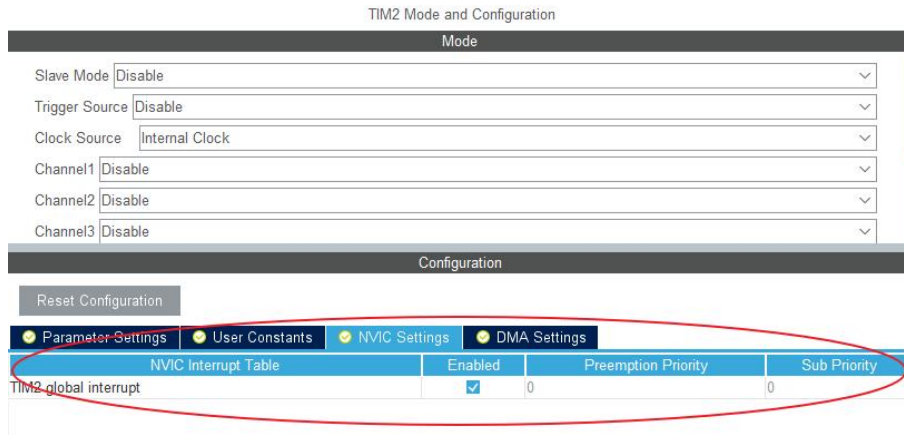 TIM2 Mode and Configuration
Mode
Slave Mode Disable
Trigger Source Disable
Clock Source Internal Clock
Channel1 Disable
Channel2 Disable
Channel3 Disable
Configuration
Reset Configuration
Parameter Settings User Constants NVIC Settings DMA Settings
NVIC Interrupt Table Enabled Preemption Priority Sub Priority
TIM2 global interrupt 0 0